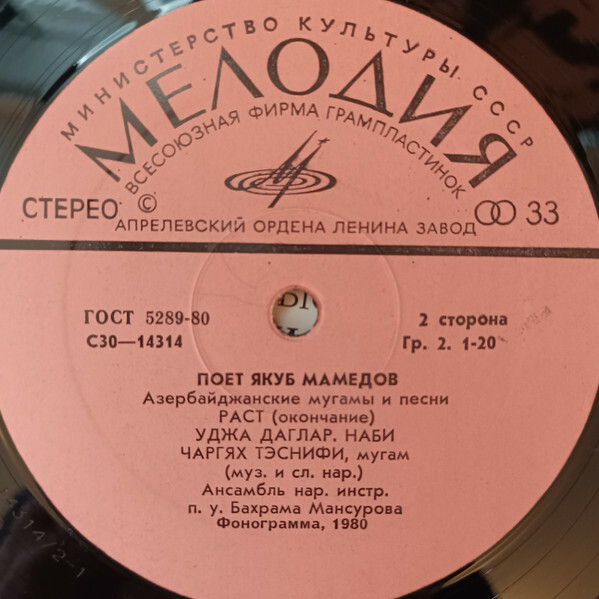 МИНИСТЕРСТВО КУЛЬТУРЫ СССР
МЕЛОДИЯ
ВСЕСОЮЗНАЯ ФИРМА ГРАМПЛАСТИНОК
СТЕРЕО © 33
АПРЕЛЕВСКИЙ ОРДЕНА ЛЕНИНА ЗАВОД
ГОСТ 5289-80 2 сторона
С30—14314 Гр. 2. 1-20
ПОЕТ ЯКУБ МАМЕДОВ
Азербайджанские мугамы и песни
РАСТ (окончание)
УДЖА ДАГЛАР. НАБИ
ЧАРГЯХ ТЭСНИФИ, мугам
(муз. и сл. нар.)
Ансамбль нар. инстр.
п. у. Бахрама Мансурова
Фонограмма, 1980